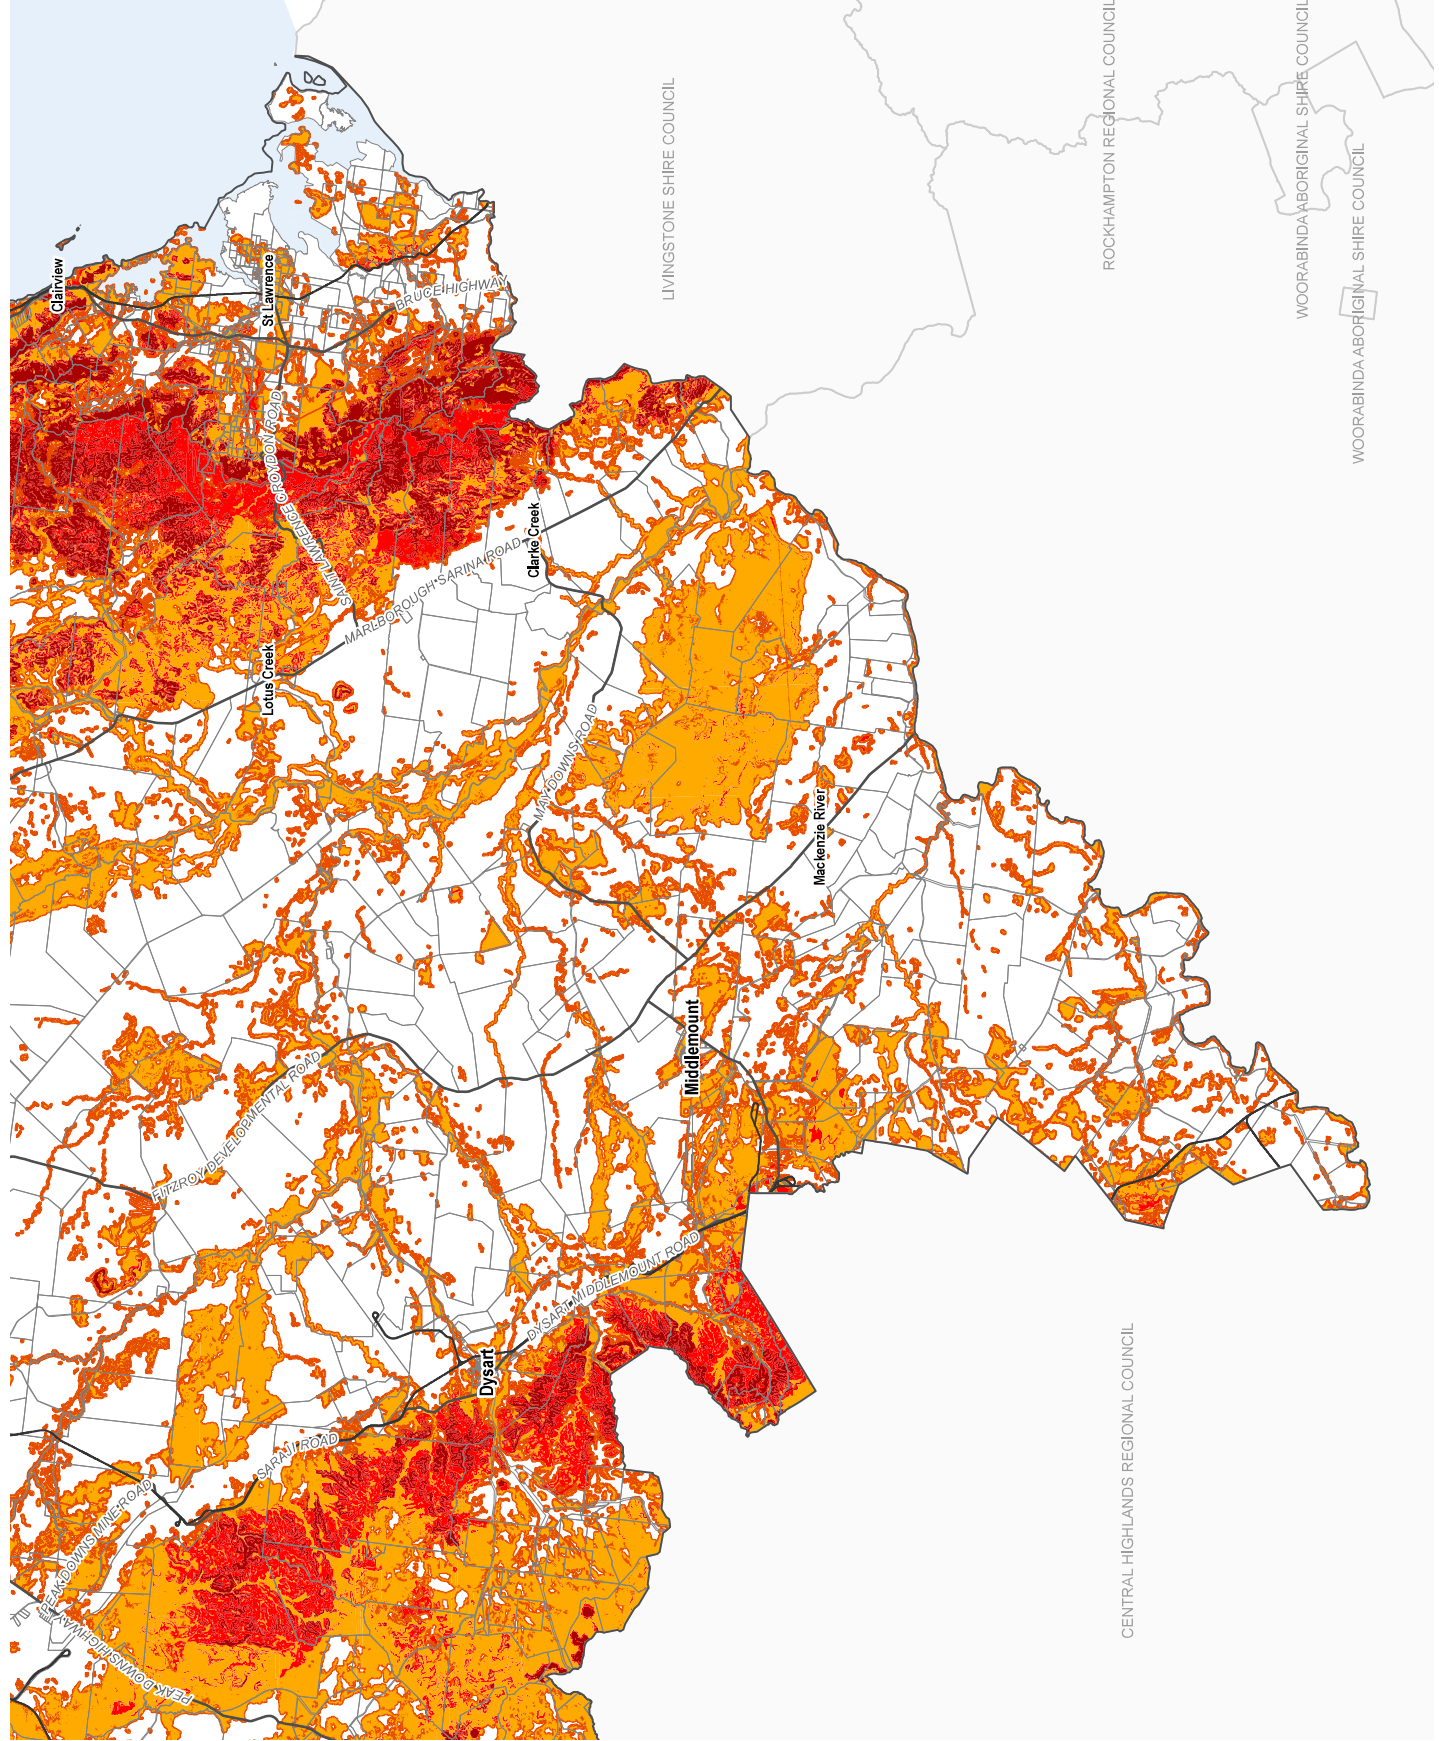 LIVINGSTONE SHIRE COUNCIL
ROCKHAMPTON REGIONAL COUNCIL
WOORABINDA ABORIGINAL SHIRE COUNCIL
WOORABINDA ABORIGINAL SHIRE COUNCIL
Clairview
St Lawrence
BRUCE HIGHWAY
SAINT LAWRENCE CROYDON ROAD
Clarke Creek
MARLBOROUGH SARINA ROAD
Lotus Creek
MAY DOWNS ROAD
Mackenzie River
Middlemount
FITZROY DEVELOPMENTAL ROAD
DYSART MIDDLEMOUNT ROAD
Dysart
SARAJI ROAD
PEAK DOWNS MINE ROAD
PEAK DOWNS HIGHWAY
CENTRAL HIGHLANDS REGIONAL COUNCIL